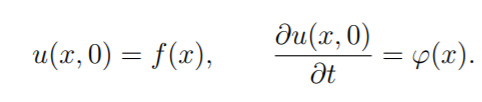 u(x, 0) = f(x), ∂u(x, 0)/∂t = φ(x).